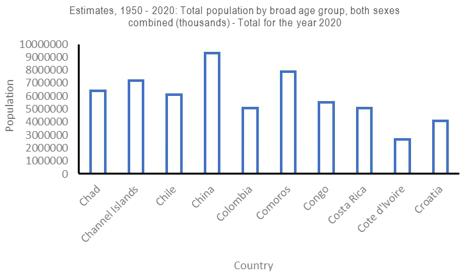 Estimates, 1950 - 2020: Total population by broad age group, both sexes
combined (thousands) - Total for the year 2020
Population
10000000
9000000
8000000
7000000
6000000
5000000
4000000
3000000
2000000
1000000
0
Chad
Channel Islands
Chile
China
Colombia
Comoros
Congo
Costa Rica
Cote d'Ivoire
Croatia
Country